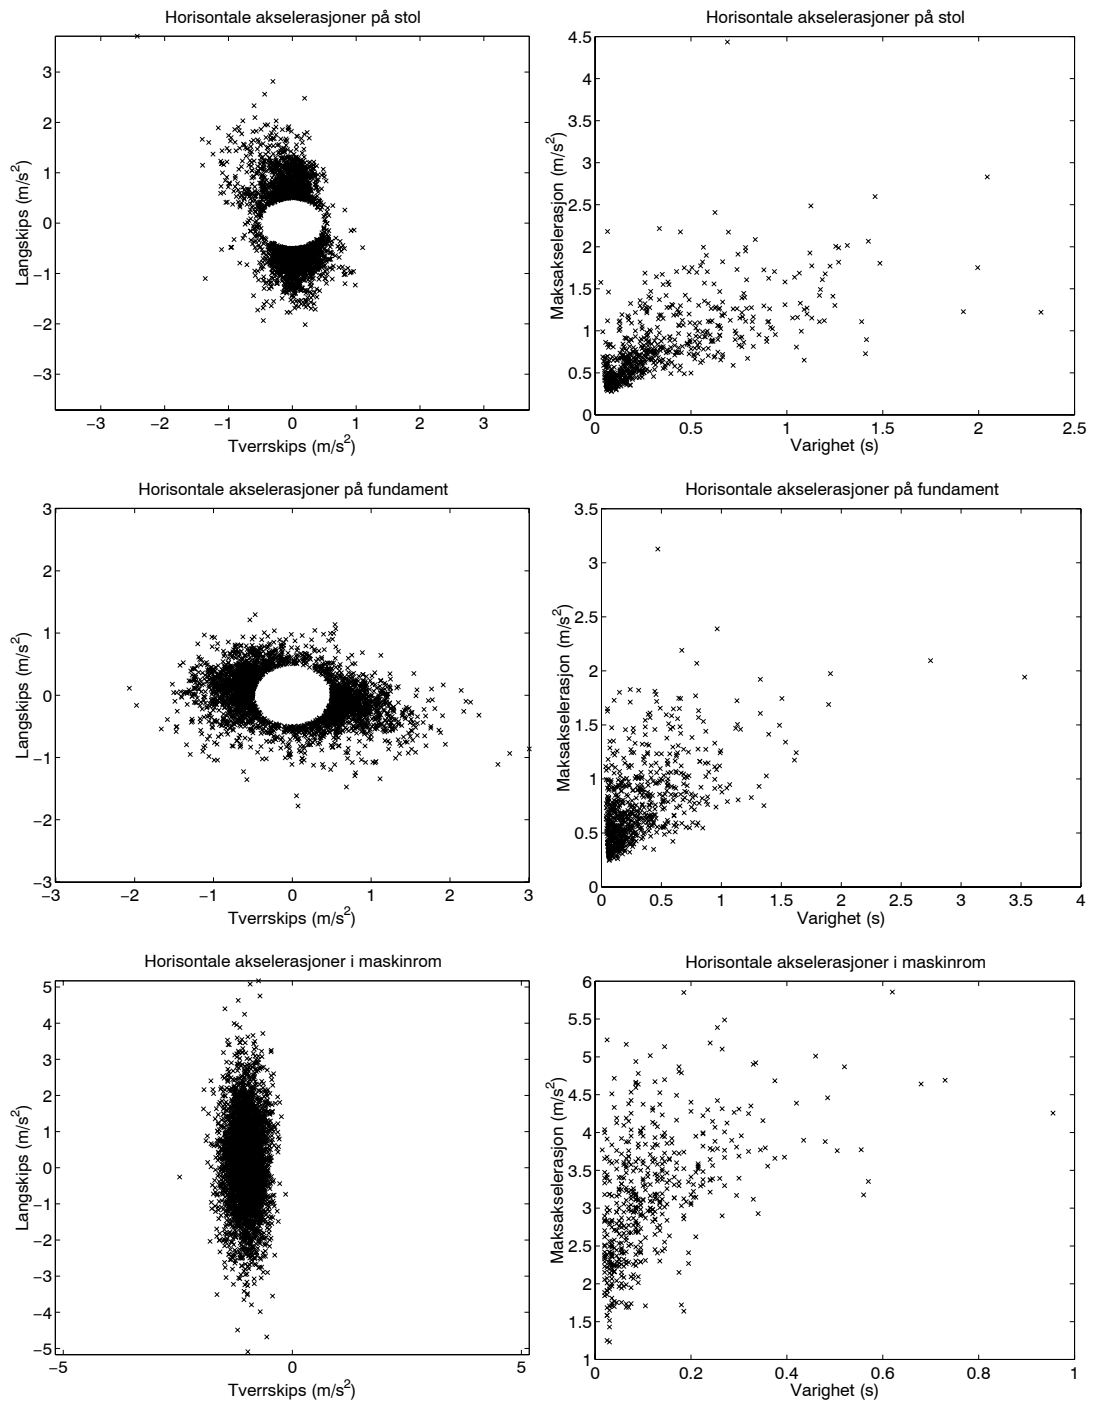 Horisontale akselerasjoner på stol
Langskips (m/s²)
3
2
1
0
−1
−2
−3
−3 −2 −1 0 1 2 3
Tverrskips (m/s²)
Horisontale akselerasjoner på stol
Maksakselerasjon (m/s²)
4.5
4
3.5
3
2.5
2
1.5
1
0.5
0
0 0.5 1 1.5 2 2.5
Varighet (s)
Horisontale akselerasjoner på fundament
Langskips (m/s²)
3
2
1
0
−1
−2
−3
−3 −2 −1 0 1 2 3
Tverrskips (m/s²)
Horisontale akselerasjoner på fundament
Maksakselerasjon (m/s²)
3.5
3
2.5
2
1.5
1
0.5
0
0 0.5 1 1.5 2 2.5 3 3.5 4
Varighet (s)
Horisontale akselerasjoner i maskinrom
Langskips (m/s²)
5
4
3
2
1
0
−1
−2
−3
−4
−5
−5 0 5
Tverrskips (m/s²)
Horisontale akselerasjoner i maskinrom
Maksakselerasjon (m/s²)
6
5.5
5
4.5
4
3.5
3
2.5
2
1.5
1
0 0.2 0.4 0.6 0.8 1
Varighet (s)